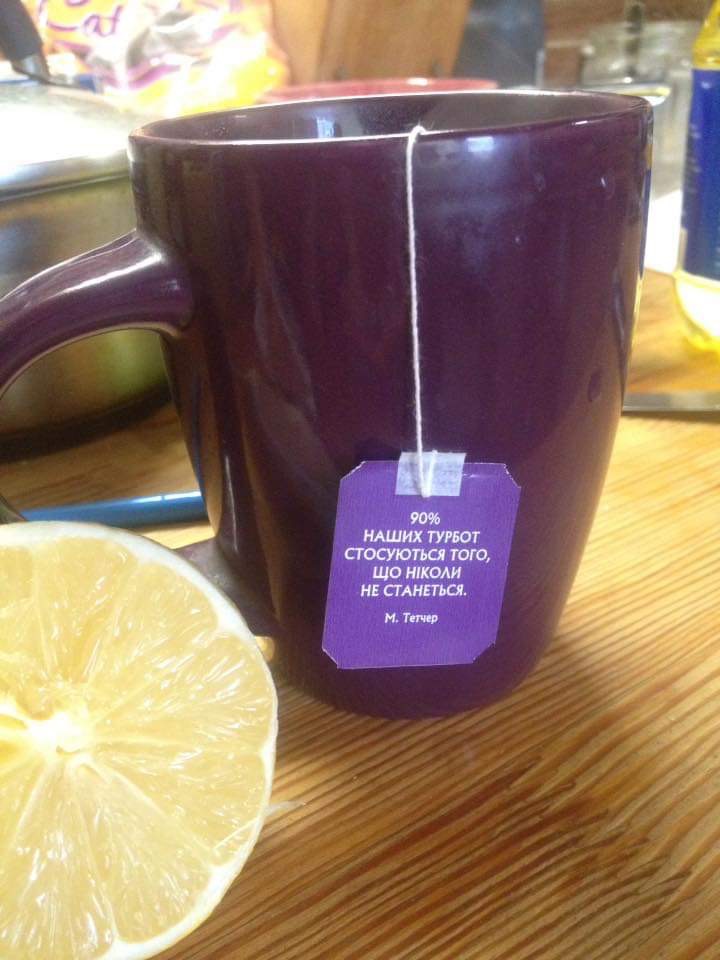 90%
НАШИХ ТУРБОТ
СТОСУЮТЬСЯ ТОГО,
ЩО НІКОЛИ
НЕ СТАНЕТЬСЯ.
М. Тетчер